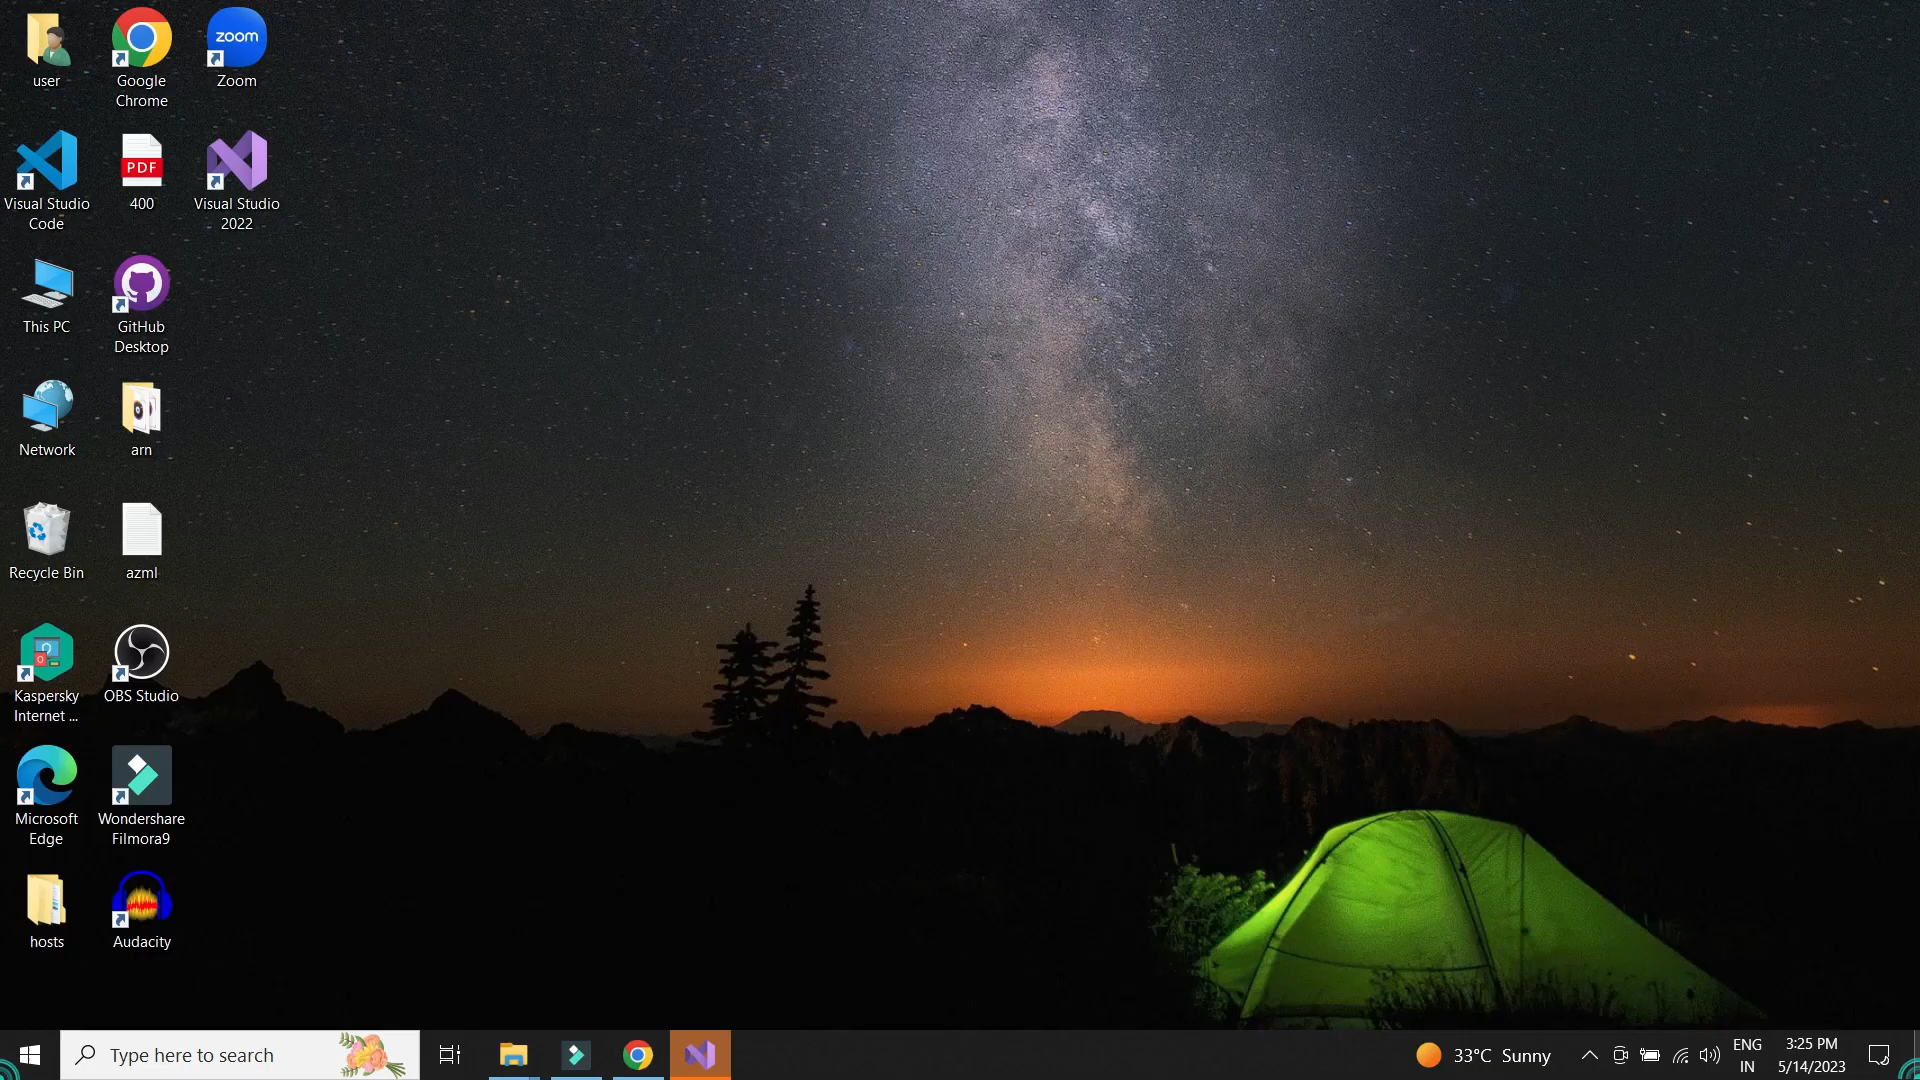 user
Google
Chrome
zoom
Zoom
Visual Studio
Code
PDF
400
Visual Studio
2022
This PC
GitHub
Desktop
Network
arn
Recycle Bin
azml
Kaspersky
Internet ...
OBS Studio
Microsoft
Edge
Wondershare
Filmora9
hosts
Audacity
Type here to search
33°C Sunny
ENG
IN
3:25 PM
5/14/2023